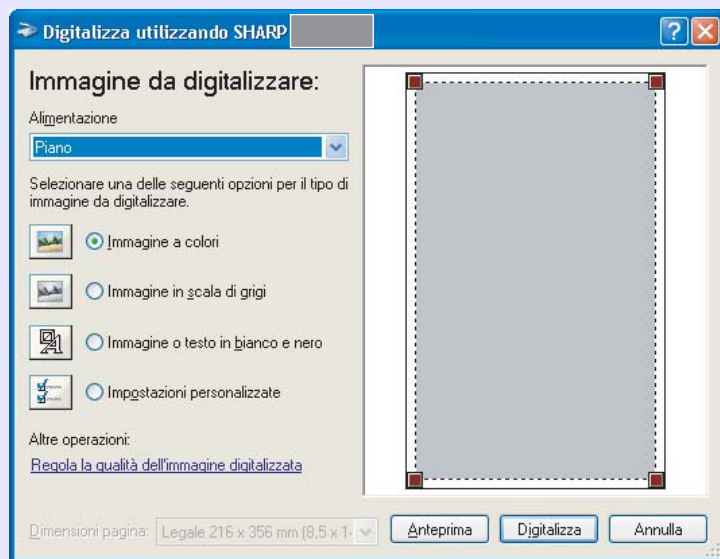 Digitalizza utilizzando SHARP
?
Immagine da digitalizzare:
Alimentazione
Piano
Selezionare una delle seguenti opzioni per il tipo di
immagine da digitalizzare.
Immagine a colori
Immagine in scala di grigi
Immagine o testo in bianco e nero
Impostazioni personalizzate
Altre operazioni:
Regola la qualità dell'immagine digitalizzata
Dimensioni pagina: Legale 216 x 356 mm (8,5 x 1
Anteprima
Digitalizza
Annulla